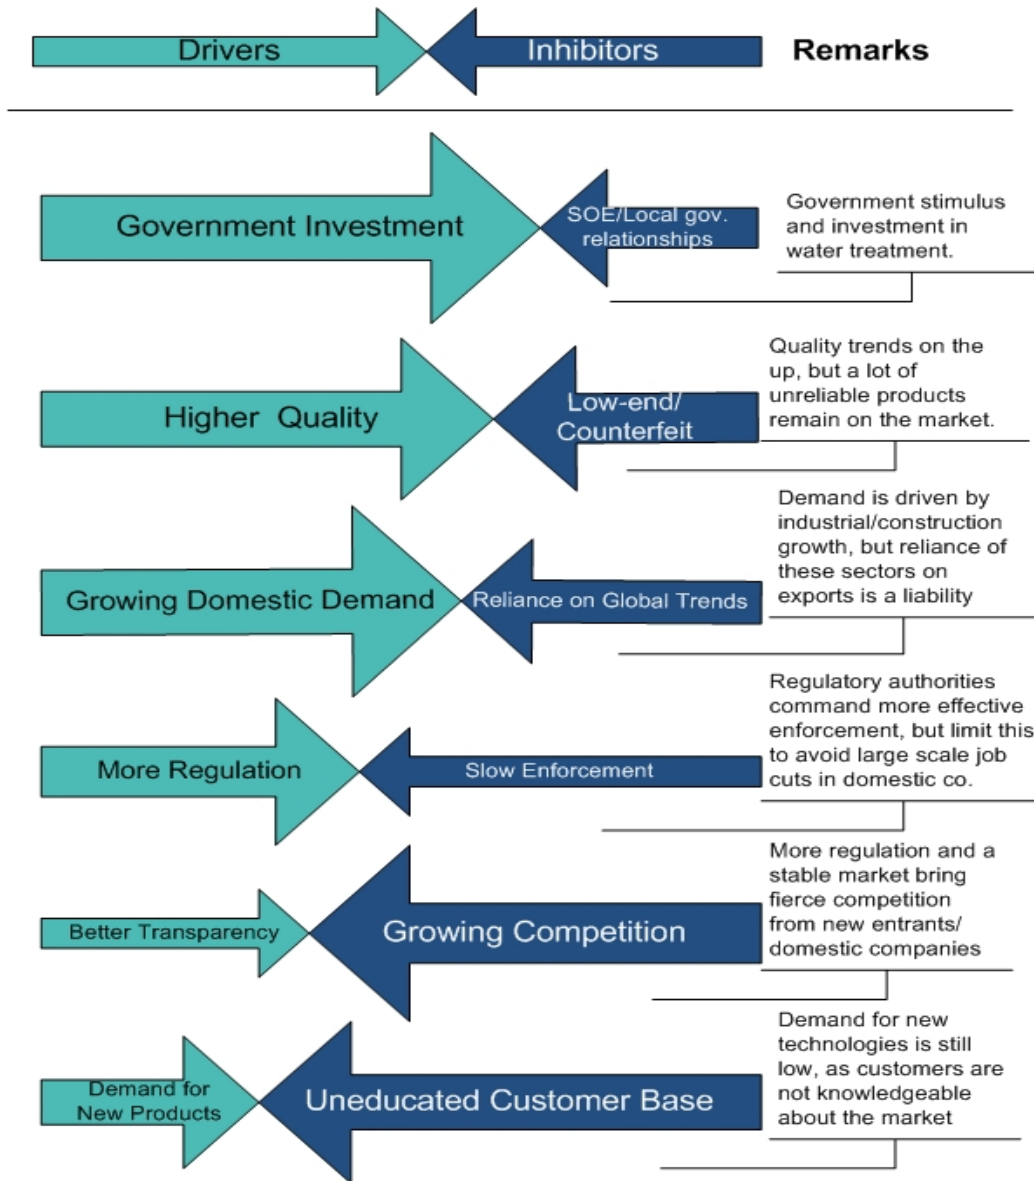 Drivers
Inhibitors
Remarks
Government Investment
SOE/Local gov.
relationships
Government stimulus
and investment in
water treatment.
Higher Quality
Low-end/
Counterfeit
Quality trends on the
up, but a lot of
unreliable products
remain on the market.
Growing Domestic Demand
Reliance on Global Trends
Demand is driven by
industrial/construction
growth, but reliance of
these sectors on
exports is a liability
More Regulation
Slow Enforcement
Regulatory authorities
command more effective
enforcement, but limit this
to avoid large scale job
cuts in domestic co.
Better Transparency
Growing Competition
More regulation and a
stable market bring
fierce competition
from new entrants/
domestic companies
Demand for
New Products
Uneducated Customer Base
Demand for new
technologies is still
low, as customers are
not knowledgeable
about the market